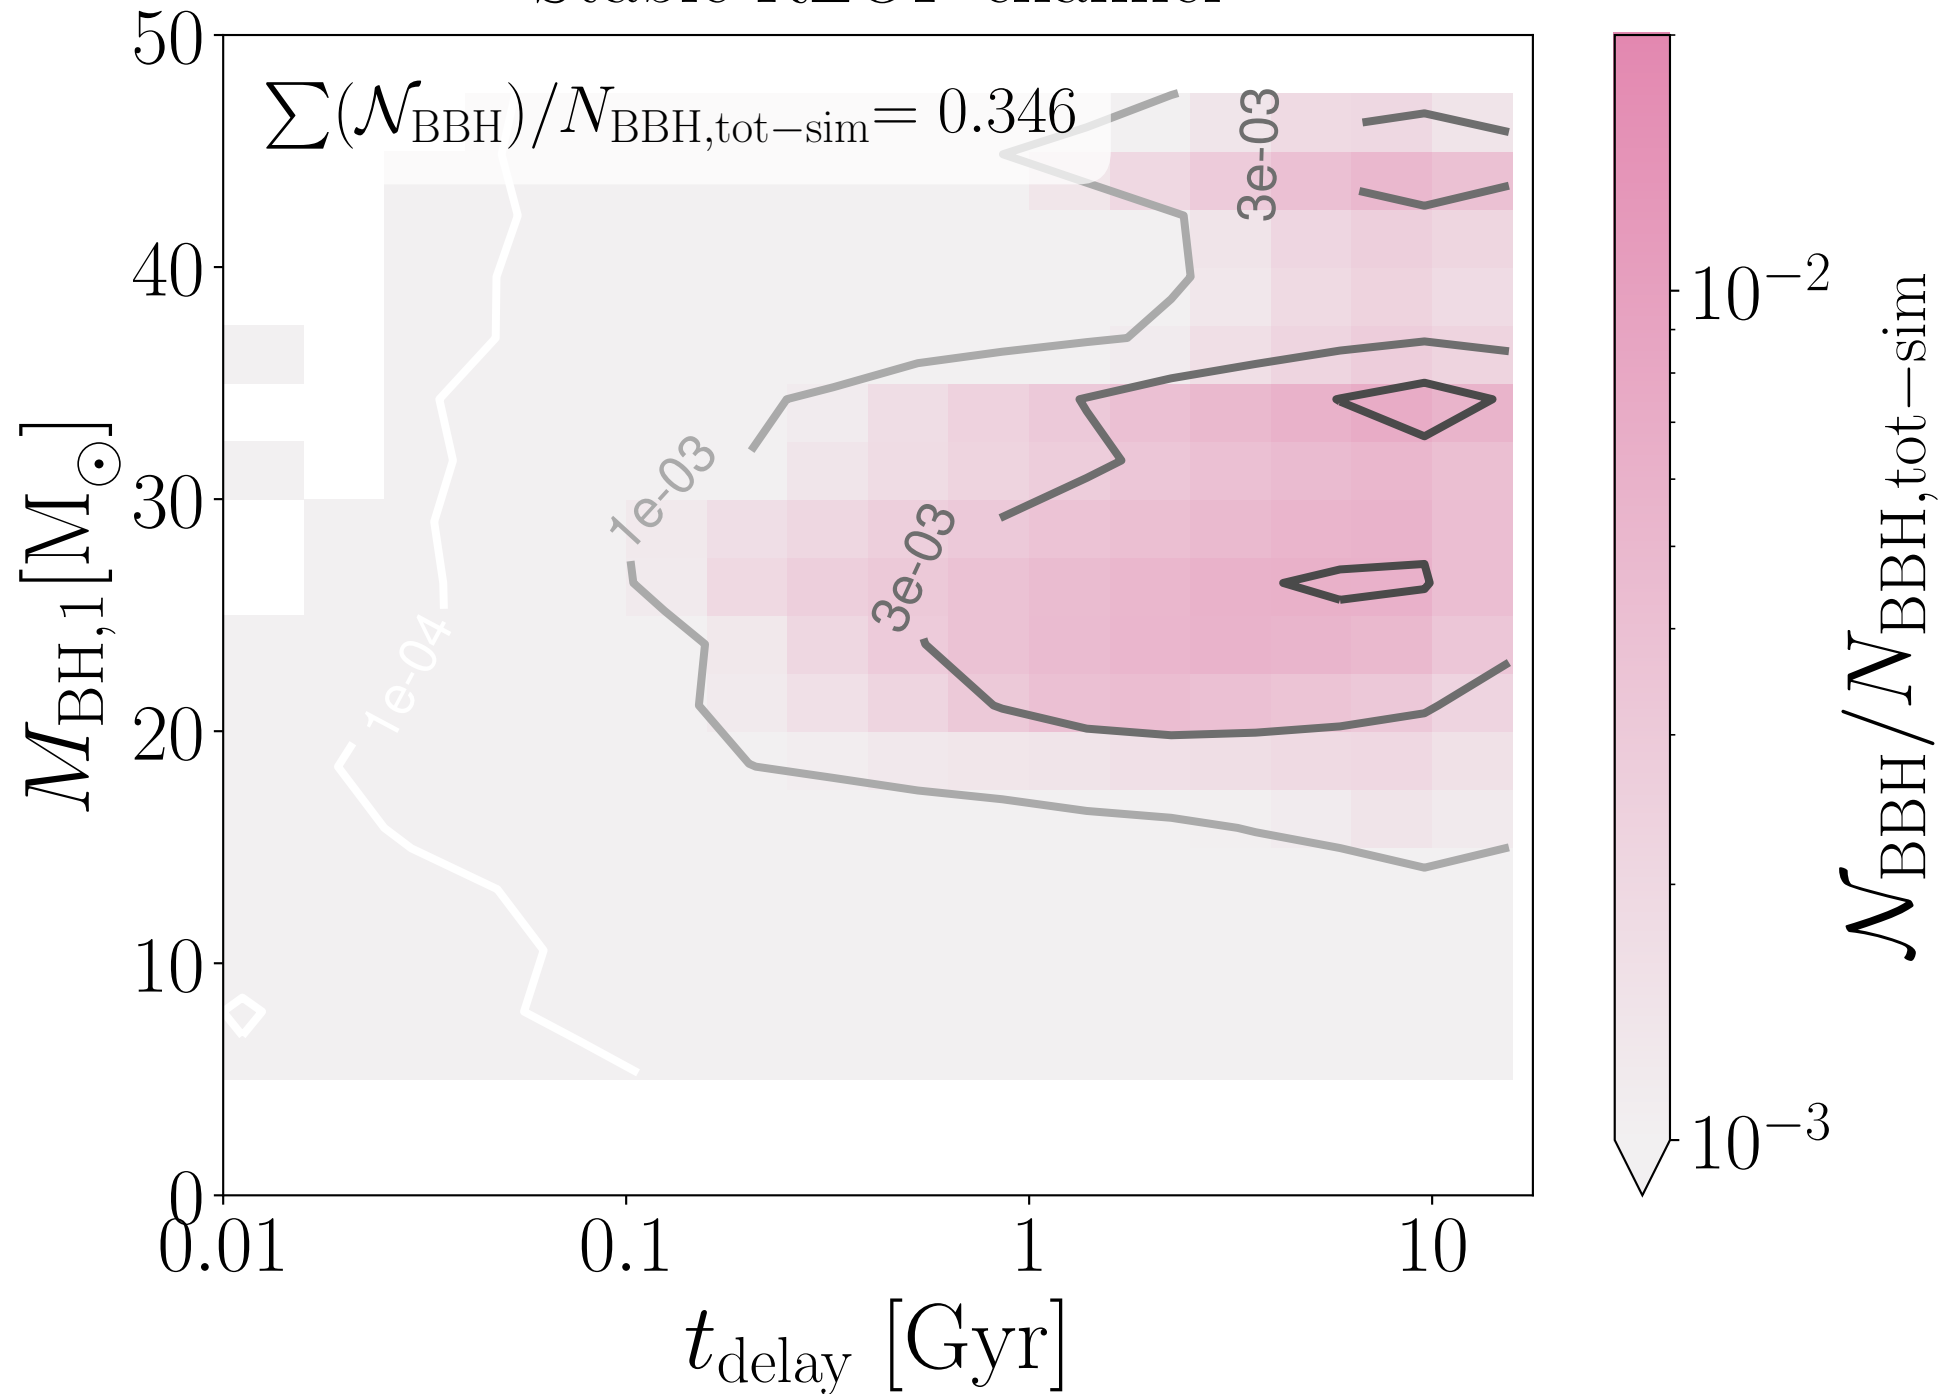 50
∑(𝒩BBH)/NBBH,tot−sim= 0.346
3e-03
40
10−2
1e-03
30
3e-03
1e-04
20
10
10−3
0
0.01
0.1
1
10
MBH,1[M⊙]
tdelay [Gyr]
𝒩BBH/NBBH,tot−sim